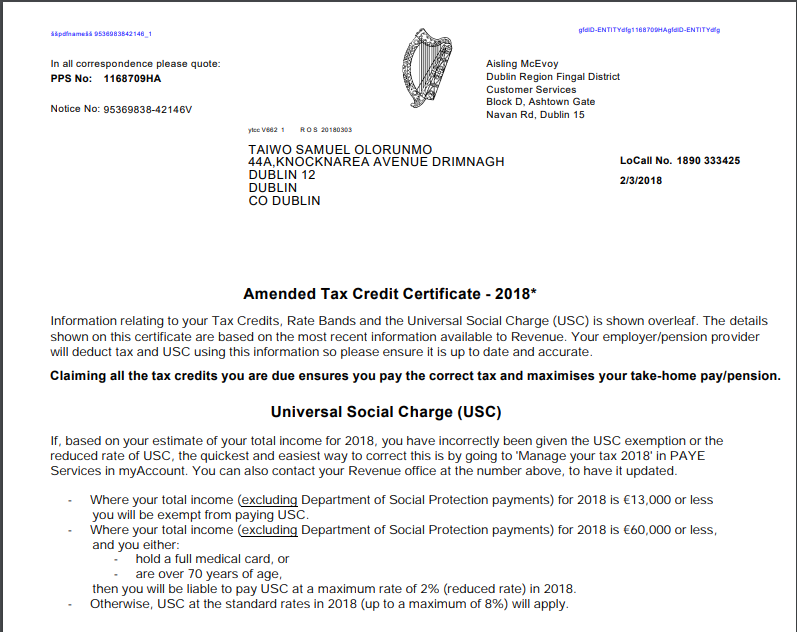 ššpdfnamešš 9536983842146_1
gfdID-ENTITYdfg1168709HAgfdID-ENTITYdfg
In all correspondence please quote:
PPS No: 1168709HA
Notice No: 95369838-42146V
Aisling McEvoy
Dublin Region Fingal District
Customer Services
Block D, Ashtown Gate
Navan Rd, Dublin 15
ytcc V662 1 R O S 20180303
TAIWO SAMUEL OLORUNMO
44A,KNOCKNAREA AVENUE DRIMNAGH
DUBLIN 12
DUBLIN
CO DUBLIN
LoCall No. 1890 333425
2/3/2018
Amended Tax Credit Certificate - 2018*
Information relating to your Tax Credits, Rate Bands and the Universal Social Charge (USC) is shown overleaf. The details
shown on this certificate are based on the most recent information available to Revenue. Your employer/pension provider
will deduct tax and USC using this information so please ensure it is up to date and accurate.
Claiming all the tax credits you are due ensures you pay the correct tax and maximises your take-home pay/pension.
Universal Social Charge (USC)
If, based on your estimate of your total income for 2018, you have incorrectly been given the USC exemption or the
reduced rate of USC, the quickest and easiest way to correct this is by going to 'Manage your tax 2018' in PAYE
Services in myAccount. You can also contact your Revenue office at the number above, to have it updated.
- Where your total income (excluding Department of Social Protection payments) for 2018 is €13,000 or less
you will be exempt from paying USC.
- Where your total income (excluding Department of Social Protection payments) for 2018 is €60,000 or less,
and you either:
- hold a full medical card, or
- are over 70 years of age,
then you will be liable to pay USC at a maximum rate of 2% (reduced rate) in 2018.
- Otherwise, USC at the standard rates in 2018 (up to a maximum of 8%) will apply.